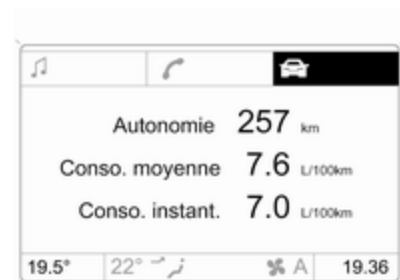 Autonomie 257 km
Conso. moyenne 7.6 L/100km
Conso. instant. 7.0 L/100km
19.5° 22° A 19.36